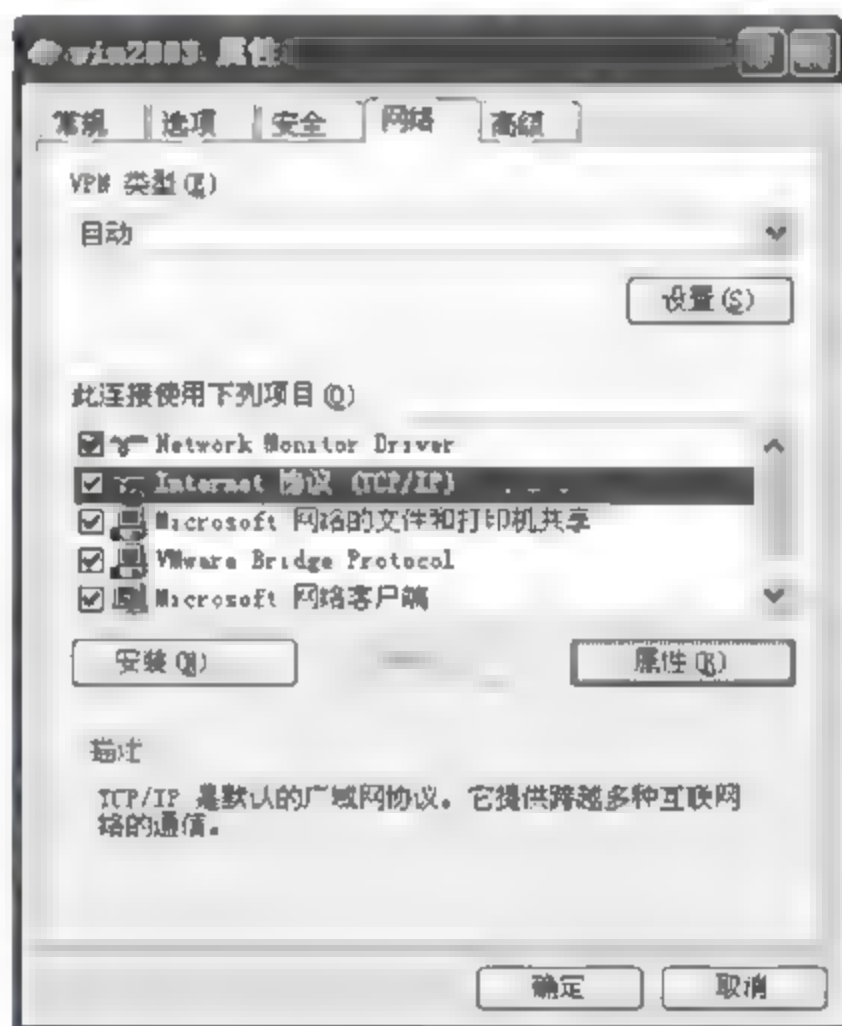 win2003 属性
常规 选项 安全 网络 高级
VPN 类型(E)
自动
设置(S)
此连接使用下列项目(O)
Network Monitor Driver
Internet 协议 (TCP/IP)
Microsoft 网络的文件和打印机共享
VMware Bridge Protocol
Microsoft 网络客户端
安装(N)
属性(R)
描述
TCP/IP 是默认的广域网协议。它提供跨越多种互联网
络的通信。
确定 取消